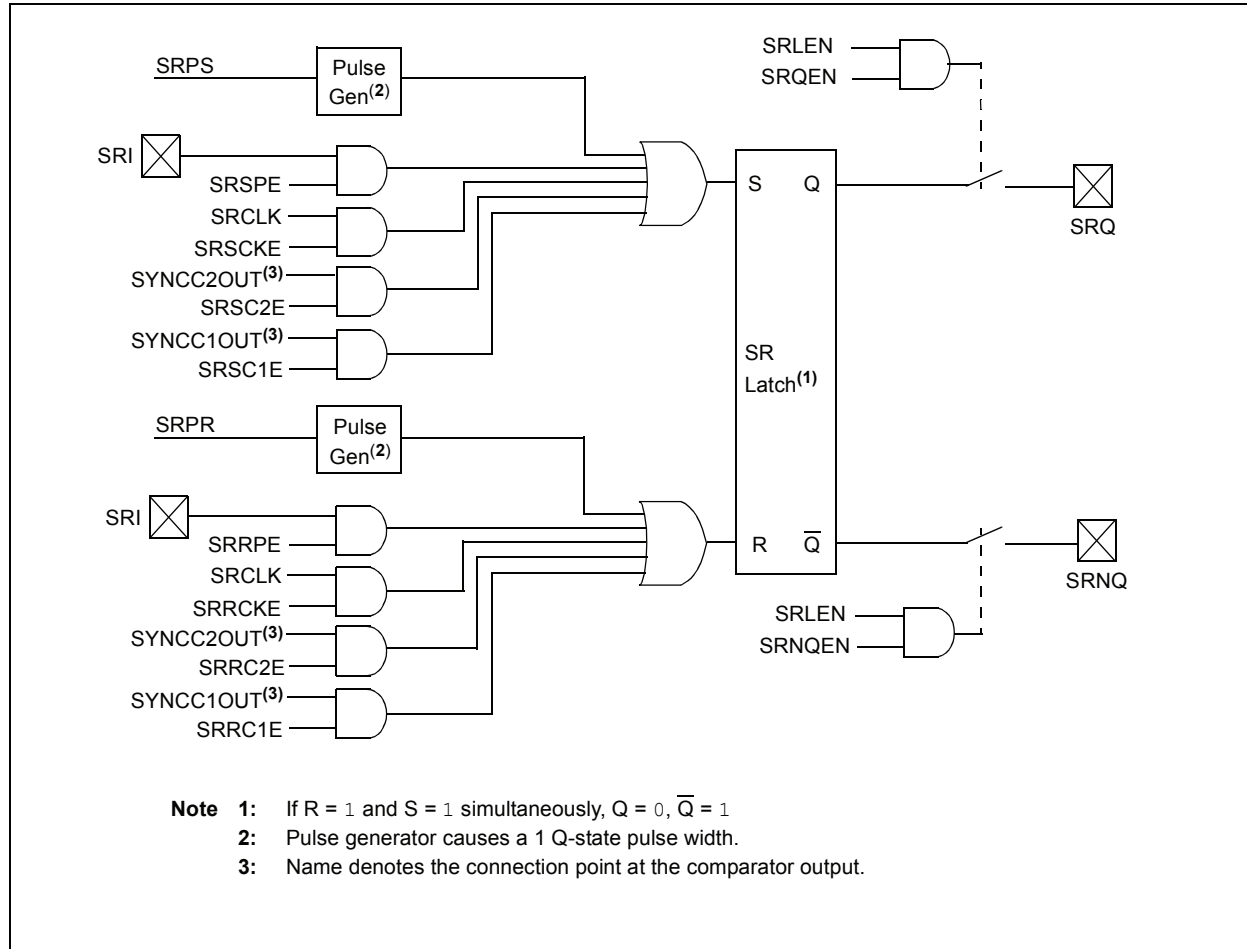 SRPS
Pulse
Gen(2)
SRI
SRSPE
SRCLK
SRSCKE
SYNCC2OUT(3)
SRSC2E
SYNCC1OUT(3)
SRSC1E
SRPR
Pulse
Gen(2)
SRI
SRRPE
SRCLK
SRRCKE
SYNCC2OUT(3)
SRRC2E
SYNCC1OUT(3)
SRRC1E
S Q
SR
Latch(1)
R Q̅
SRLEN
SRQEN
SRQ
SRLEN
SRNQEN
SRNQ
Note 1: If R = 1 and S = 1 simultaneously, Q = 0, Q̅ = 1
2: Pulse generator causes a 1 Q-state pulse width.
3: Name denotes the connection point at the comparator output.